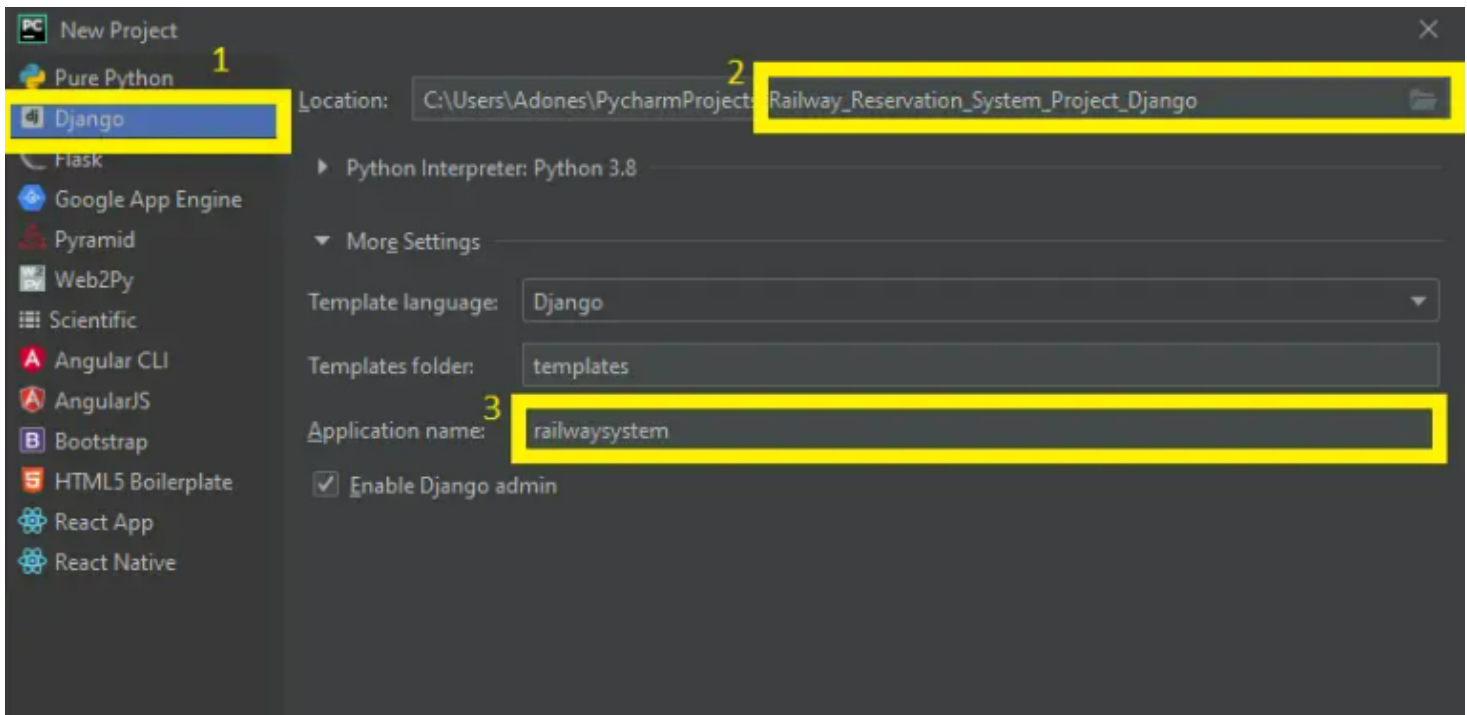 PC New Project
1
Pure Python
2
Location: C:\Users\Adones\PycharmProjects Railway_Reservation_System_Project_Django
dj Django
Flask
Python Interpreter: Python 3.8
Google App Engine
Pyramid
More Settings
Web2Py
Template language: Django
Scientific
Angular CLI
Templates folder: templates
AngularJS
3
Application name: railwaysystem
B Bootstrap
5 HTML5 Boilerplate
Enable Django admin
React App
React Native